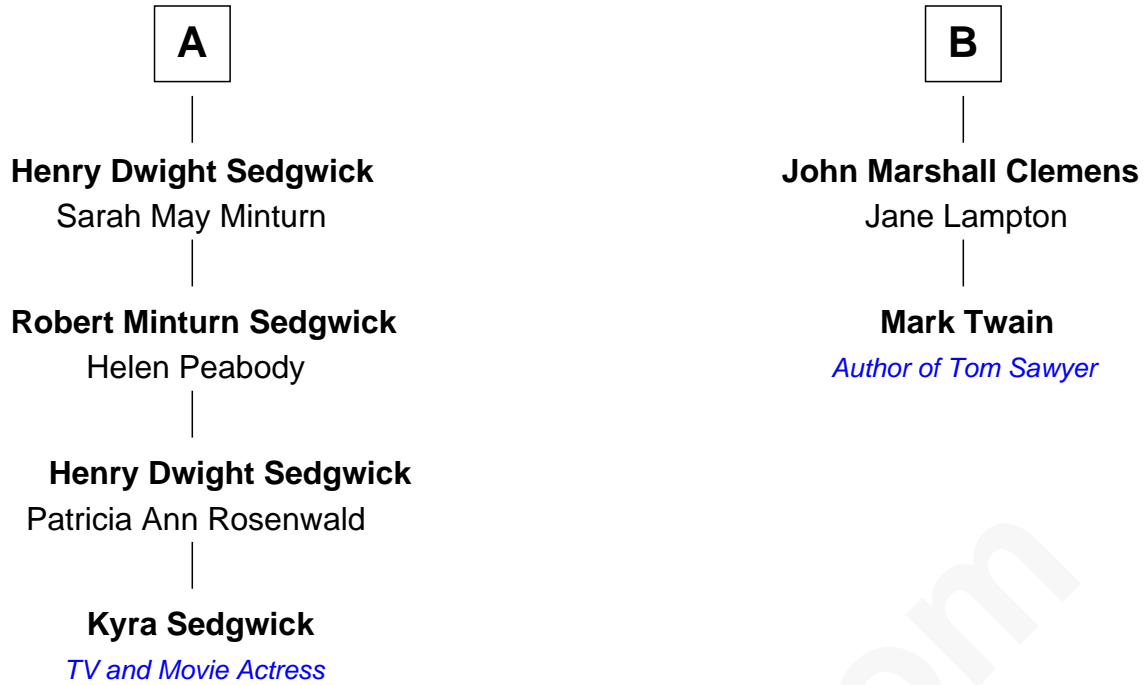 A
Henry Dwight Sedgwick
Sarah May Minturn
Robert Minturn Sedgwick
Helen Peabody
Henry Dwight Sedgwick
Patricia Ann Rosenwald
Kyra Sedgwick
TV and Movie Actress
B
John Marshall Clemens
Jane Lampton
Mark Twain
Author of Tom Sawyer
om